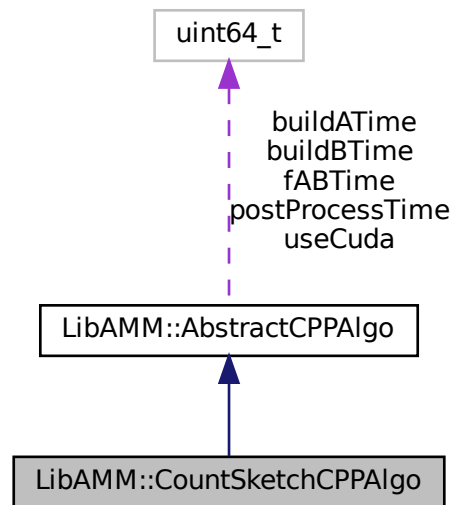 uint64_t
buildATime
buildBTime
fABTime
postProcessTime
useCuda
LibAMM::AbstractCPPAlgo
LibAMM::CountSketchCPPAlgo